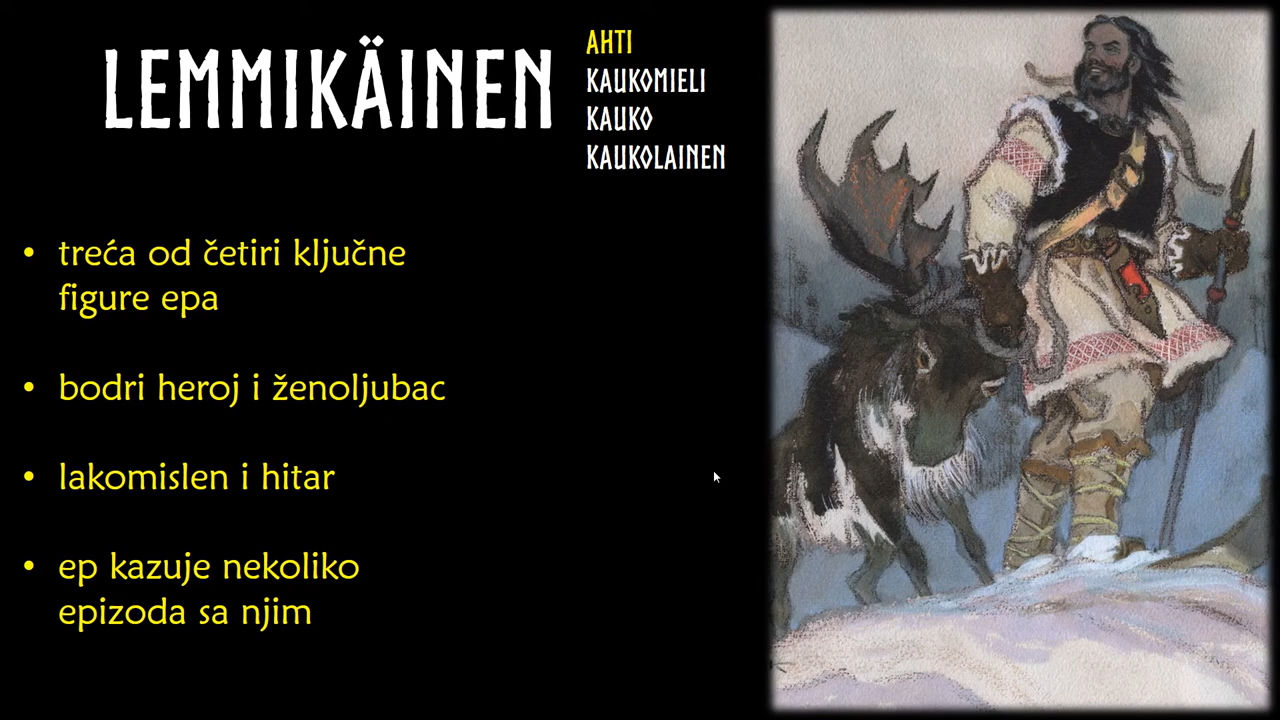 LEMMIKÄINEN
AHTI
KAUKOMIELI
KAUKO
KAUKOLAINEN
• treća od četiri ključne
figure epa
• bodri heroj i ženoljubac
• lakomislen i hitar
• ep kazuje nekoliko
epizoda sa njim